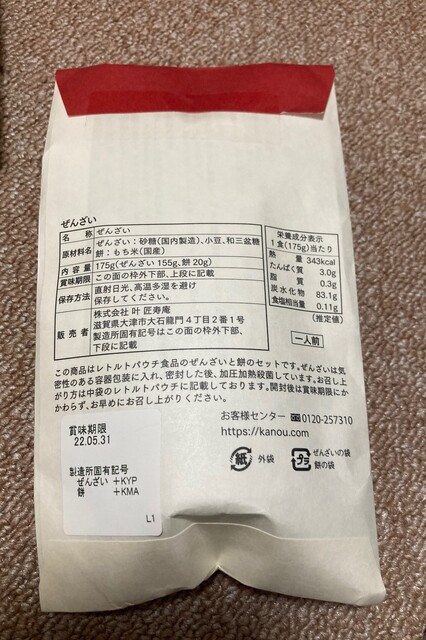 ぜんざい
名 称 ぜんざい
原材料名 ぜんざい：砂糖(国内製造)、小豆、和三盆糖
餅：もち米(国産)
内 容 量 175g(ぜんざい 155g、餅 20g)
賞味期限 この面の枠外下部、上段に記載
保存方法 直射日光、高温多湿を避け
保存してください。
販 売 者 株式会社 叶 匠寿庵
滋賀県大津市大石龍門4丁目2番1号
製造所固有記号はこの面の枠外下部、
下段に記載
栄養成分表示
1食(175g)当たり
熱 量 343kcal
たんぱく質 3.0g
脂 質 0.3g
炭水化物 83.1g
食塩相当量 0.11g
(推定値)
一人前
この商品はレトルトパウチ食品のぜんざいと餅のセットです。ぜんざいは気
密性のある容器包装に入れ、密封した後、加圧加熱殺菌しています。お召し上
がり方は中袋のレトルトパウチに記載しております。開封後は賞味期限にか
かわらず、お早めにお召し上がりください。
お客様センター 0120-257310
https://kanou.com
紙 外袋
プラ ぜんざいの袋
餅の袋
賞味期限
22.05.31
製造所固有記号
ぜんざい +KYP
餅 +KMA
L1